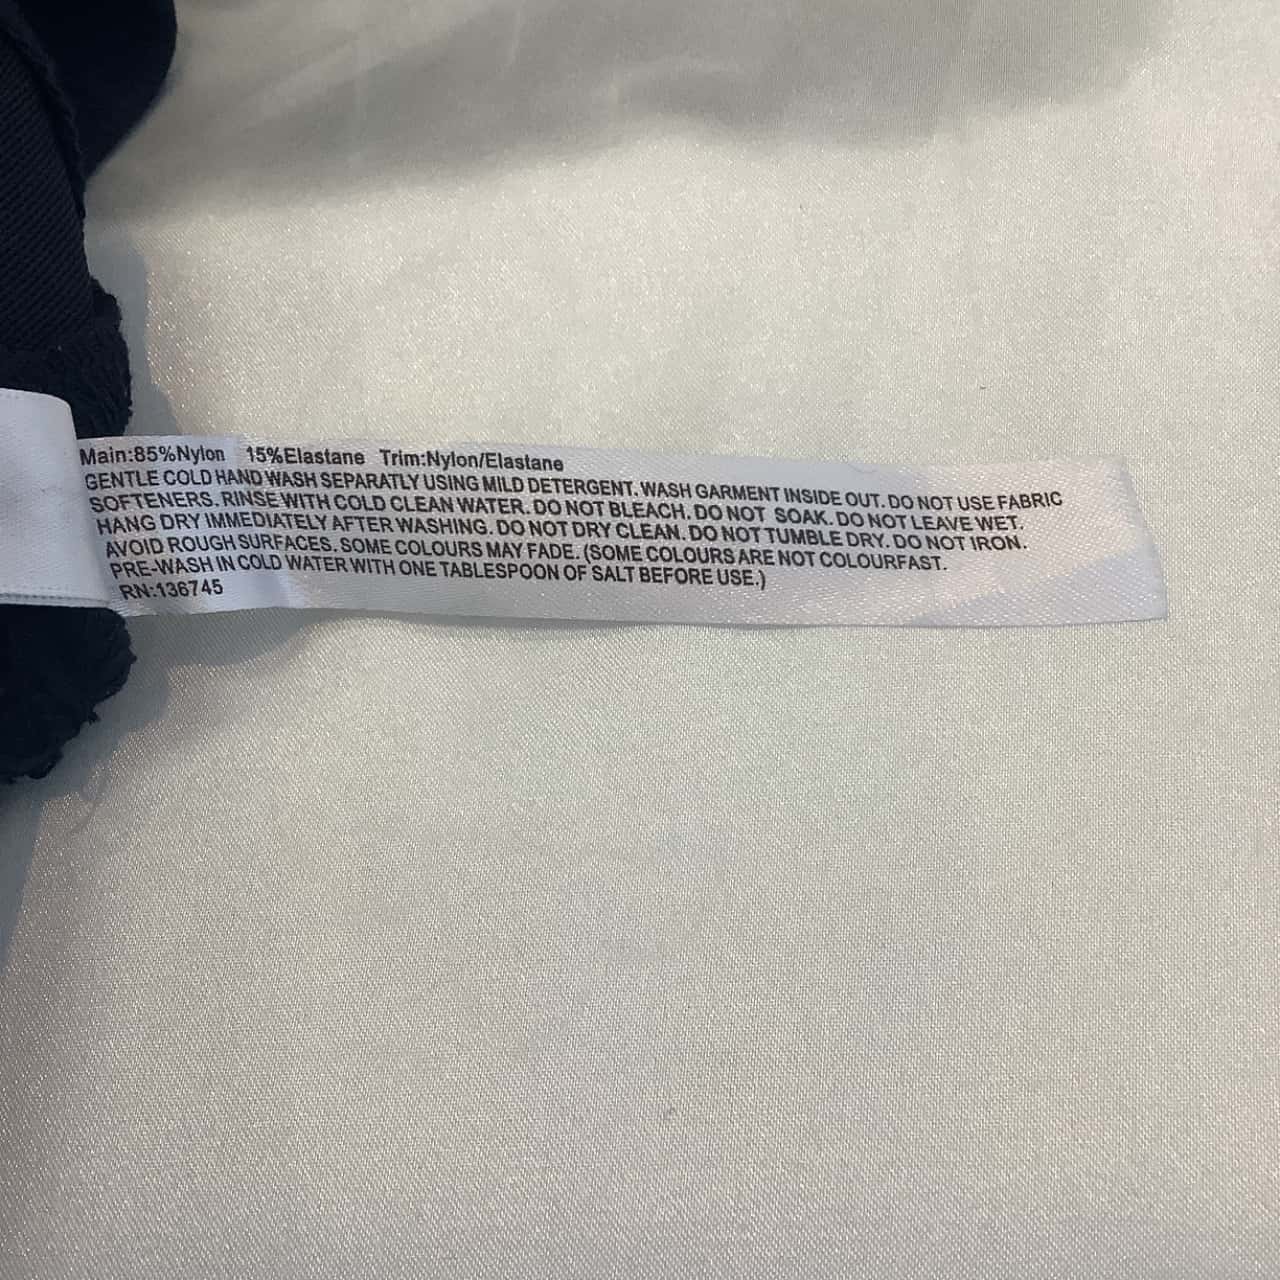 Main:85%Nylon 15%Elastane Trim:Nylon/Elastane
GENTLE COLD HAND WASH SEPARATLY USING MILD DETERGENT. WASH GARMENT INSIDE OUT. DO NOT USE FABRIC
SOFTENERS. RINSE WITH COLD CLEAN WATER. DO NOT BLEACH. DO NOT SOAK. DO NOT LEAVE WET.
HANG DRY IMMEDIATELY AFTER WASHING. DO NOT DRY CLEAN. DO NOT TUMBLE DRY. DO NOT IRON.
AVOID ROUGH SURFACES. SOME COLOURS MAY FADE. (SOME COLOURS ARE NOT COLOURFAST.
PRE-WASH IN COLD WATER WITH ONE TABLESPOON OF SALT BEFORE USE.)
RN:136745